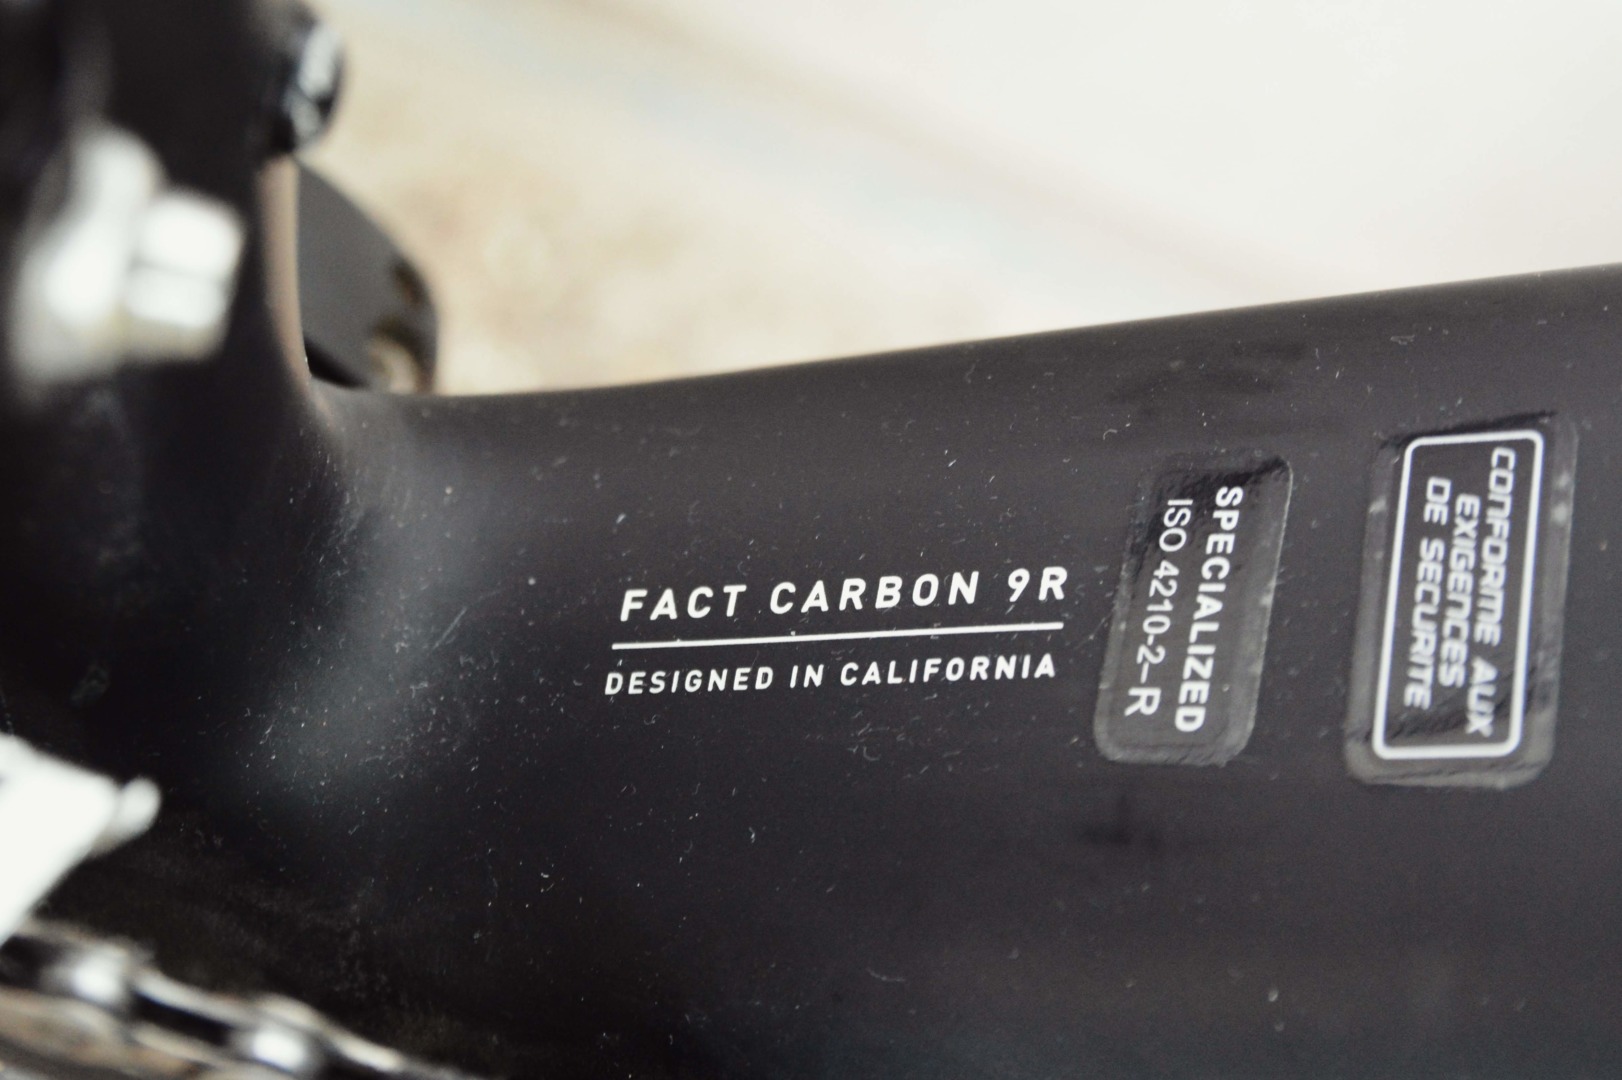 FACT CARBON 9R
DESIGNED IN CALIFORNIA
SPECIALIZED
ISO 4210-2-R
CONFORME AUX
EXIGENCES
DE SECURITE